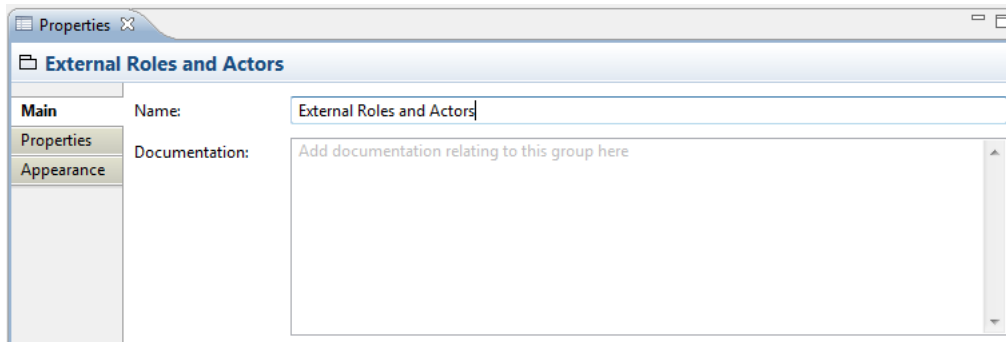 Properties
External Roles and Actors
Main
Name:
External Roles and Actors
Properties
Documentation:
Add documentation relating to this group here
Appearance